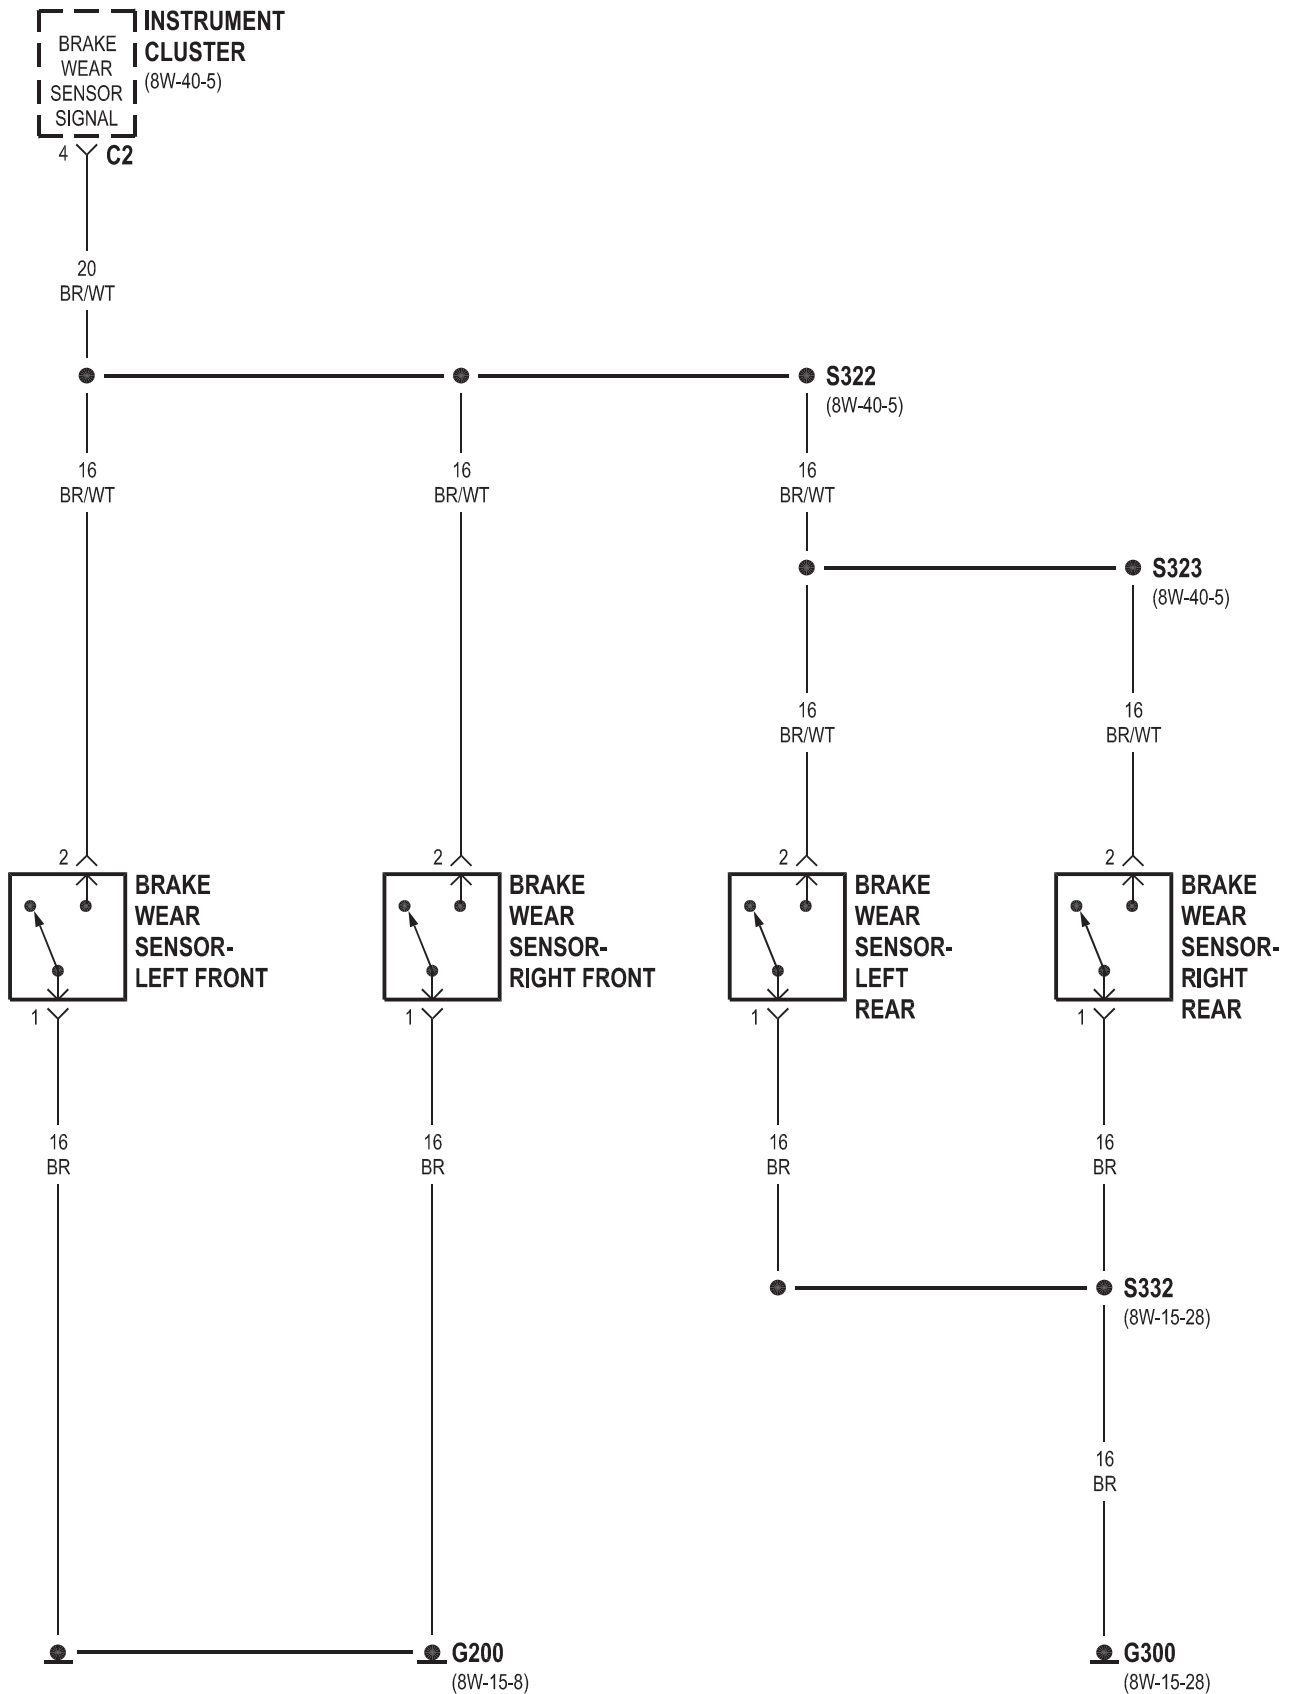 BRAKE
WEAR
SENSOR
SIGNAL
INSTRUMENT
CLUSTER
(8W-40-5)
4
C2
20
BR/WT
S322
(8W-40-5)
16
BR/WT
16
BR/WT
16
BR/WT
S323
(8W-40-5)
16
BR/WT
16
BR/WT
2
BRAKE
WEAR
SENSOR-
LEFT FRONT
1
2
BRAKE
WEAR
SENSOR-
RIGHT FRONT
1
2
BRAKE
WEAR
SENSOR-
LEFT
REAR
1
2
BRAKE
WEAR
SENSOR-
RIGHT
REAR
1
16
BR
16
BR
16
BR
16
BR
S332
(8W-15-28)
16
BR
G200
(8W-15-8)
G300
(8W-15-28)